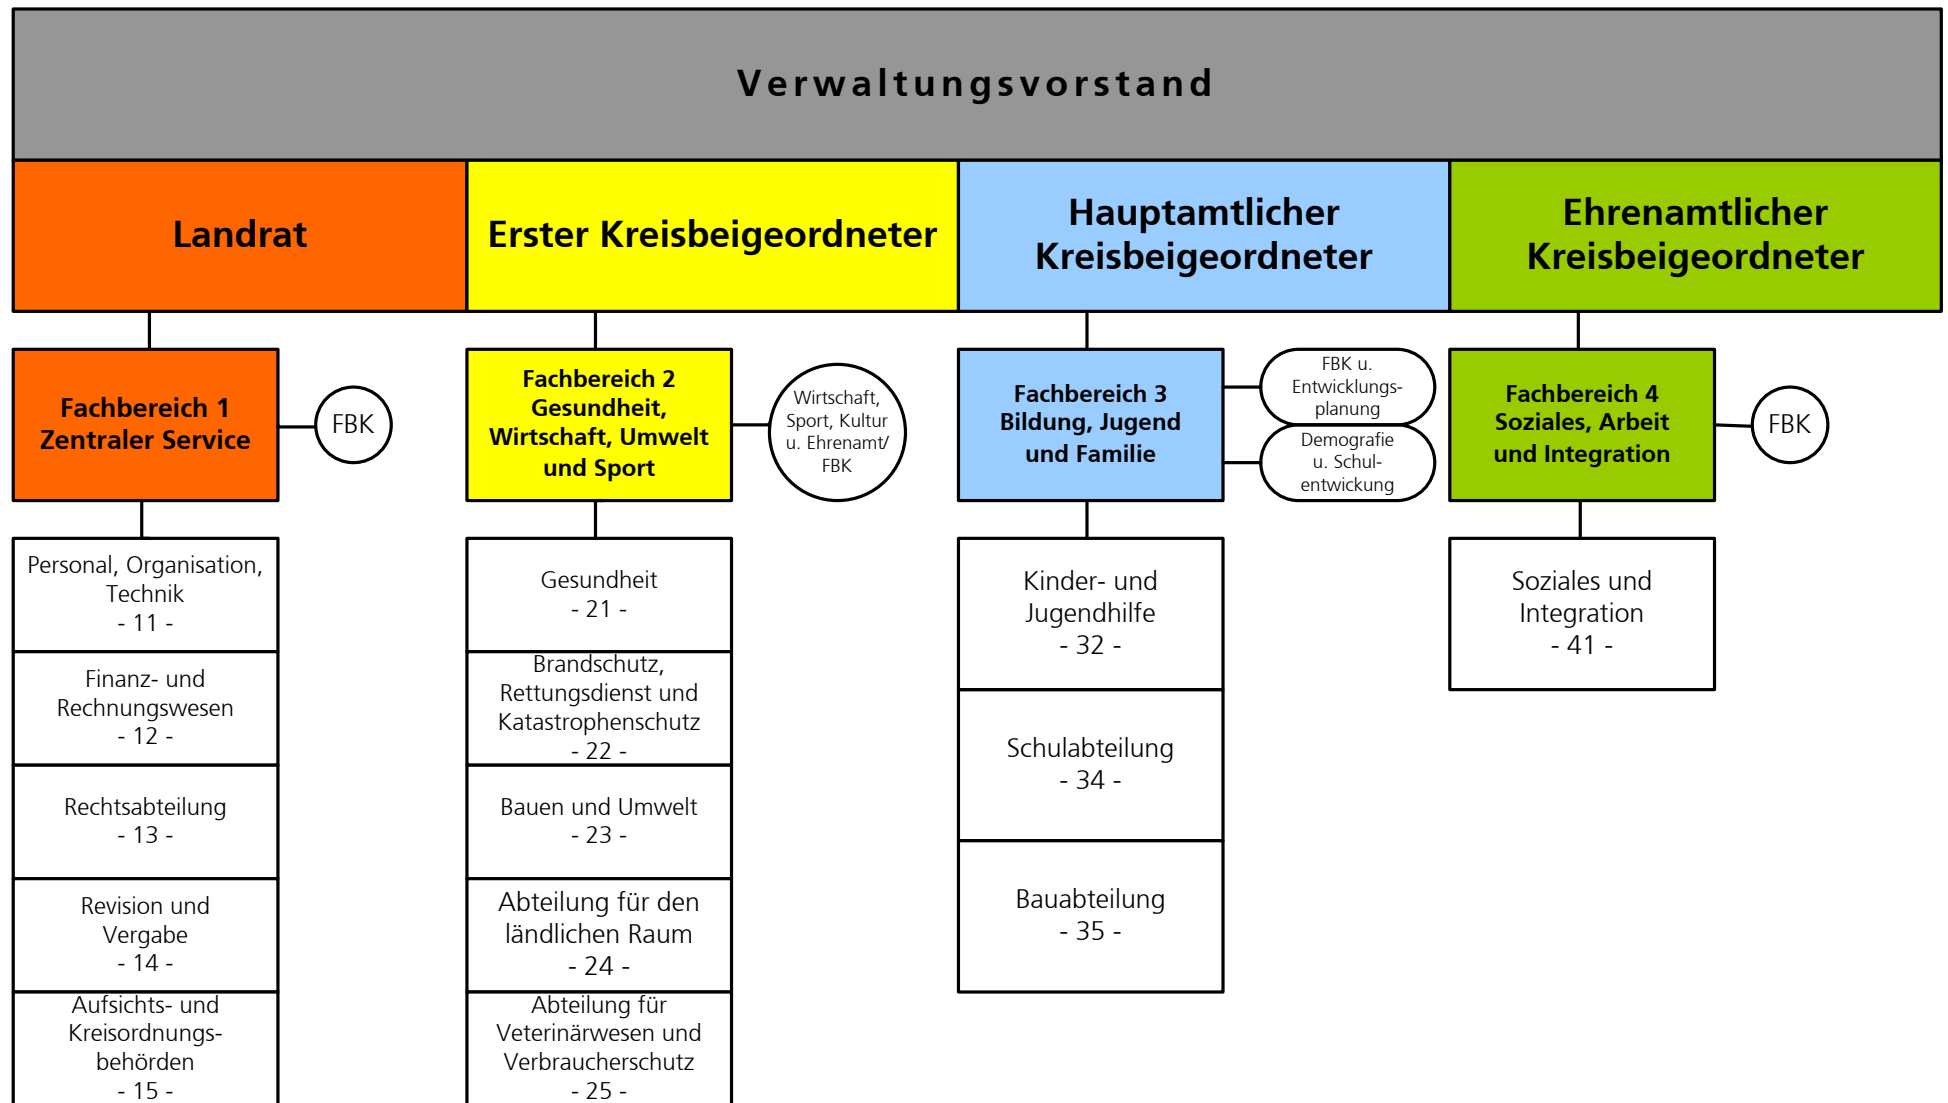 Verwaltungsvorstand
Landrat
Erster Kreisbeigeordneter
Hauptamtlicher
Kreisbeigeordneter
Ehrenamtlicher
Kreisbeigeordneter
Fachbereich 1
Zentraler Service
FBK
Fachbereich 2
Gesundheit,
Wirtschaft, Umwelt
und Sport
Wirtschaft,
Sport, Kultur
u. Ehrenamt/
FBK
Fachbereich 3
Bildung, Jugend
und Familie
FBK u.
Entwicklungs-
planung
Demografie
u. Schul-
entwickung
Fachbereich 4
Soziales, Arbeit
und Integration
FBK
Personal, Organisation,
Technik
- 11 -
Finanz- und
Rechnungswesen
- 12 -
Rechtsabteilung
- 13 -
Revision und
Vergabe
- 14 -
Aufsichts- und
Kreisordnungs-
behörden
- 15 -
Gesundheit
- 21 -
Brandschutz,
Rettungsdienst und
Katastrophenschutz
- 22 -
Bauen und Umwelt
- 23 -
Abteilung für den
ländlichen Raum
- 24 -
Abteilung für
Veterinärwesen und
Verbraucherschutz
- 25 -
Kinder- und
Jugendhilfe
- 32 -
Schulabteilung
- 34 -
Bauabteilung
- 35 -
Soziales und
Integration
- 41 -